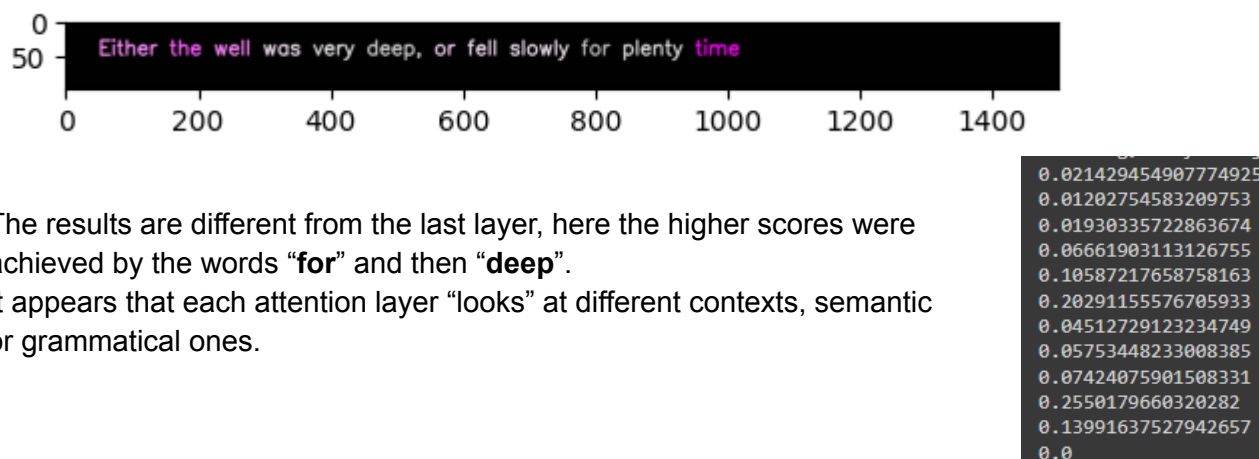 0
50
Either the well was very deep, or fell slowly for plenty time
0 200 400 600 800 1000 1200 1400
The results are different from the last layer, here the higher scores were
achieved by the words “for” and then “deep”.
t appears that each attention layer “looks” at different contexts, semantic
or grammatical ones.
0.021429454907774925
0.01202754583209753
0.01930335722863674
0.06661903113126755
0.10587217658758163
0.20291155576705933
0.04512729123234749
0.05753448233008385
0.07424075901508331
0.2550179660320282
0.13991637527942657
0.0